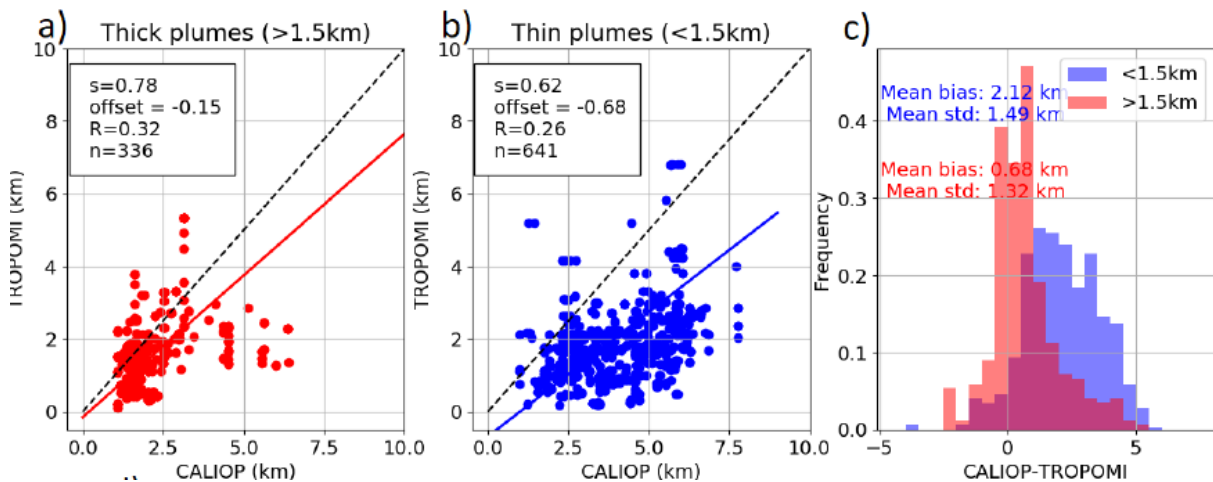 a)
Thick plumes (>1.5km)
s=0.78
offset = -0.15
R=0.32
n=336
10
8
6
4
2
0
TROPOMI (km)
0.0 2.5 5.0 7.5 10.0
CALIOP (km)
b)
Thin plumes (<1.5km)
s=0.62
offset = -0.68
R=0.26
n=641
10
8
6
4
2
0
TROPOMI (km)
0.0 2.5 5.0 7.5 10.0
CALIOP (km)
c)
<1.5km
>1.5km
Mean bias: 2.12 km
Mean std: 1.49 km
Mean bias: 0.68 km
Mean std: 1.32 km
0.4
0.3
0.2
0.1
0.0
Frequency
−5 0 5
CALIOP-TROPOMI